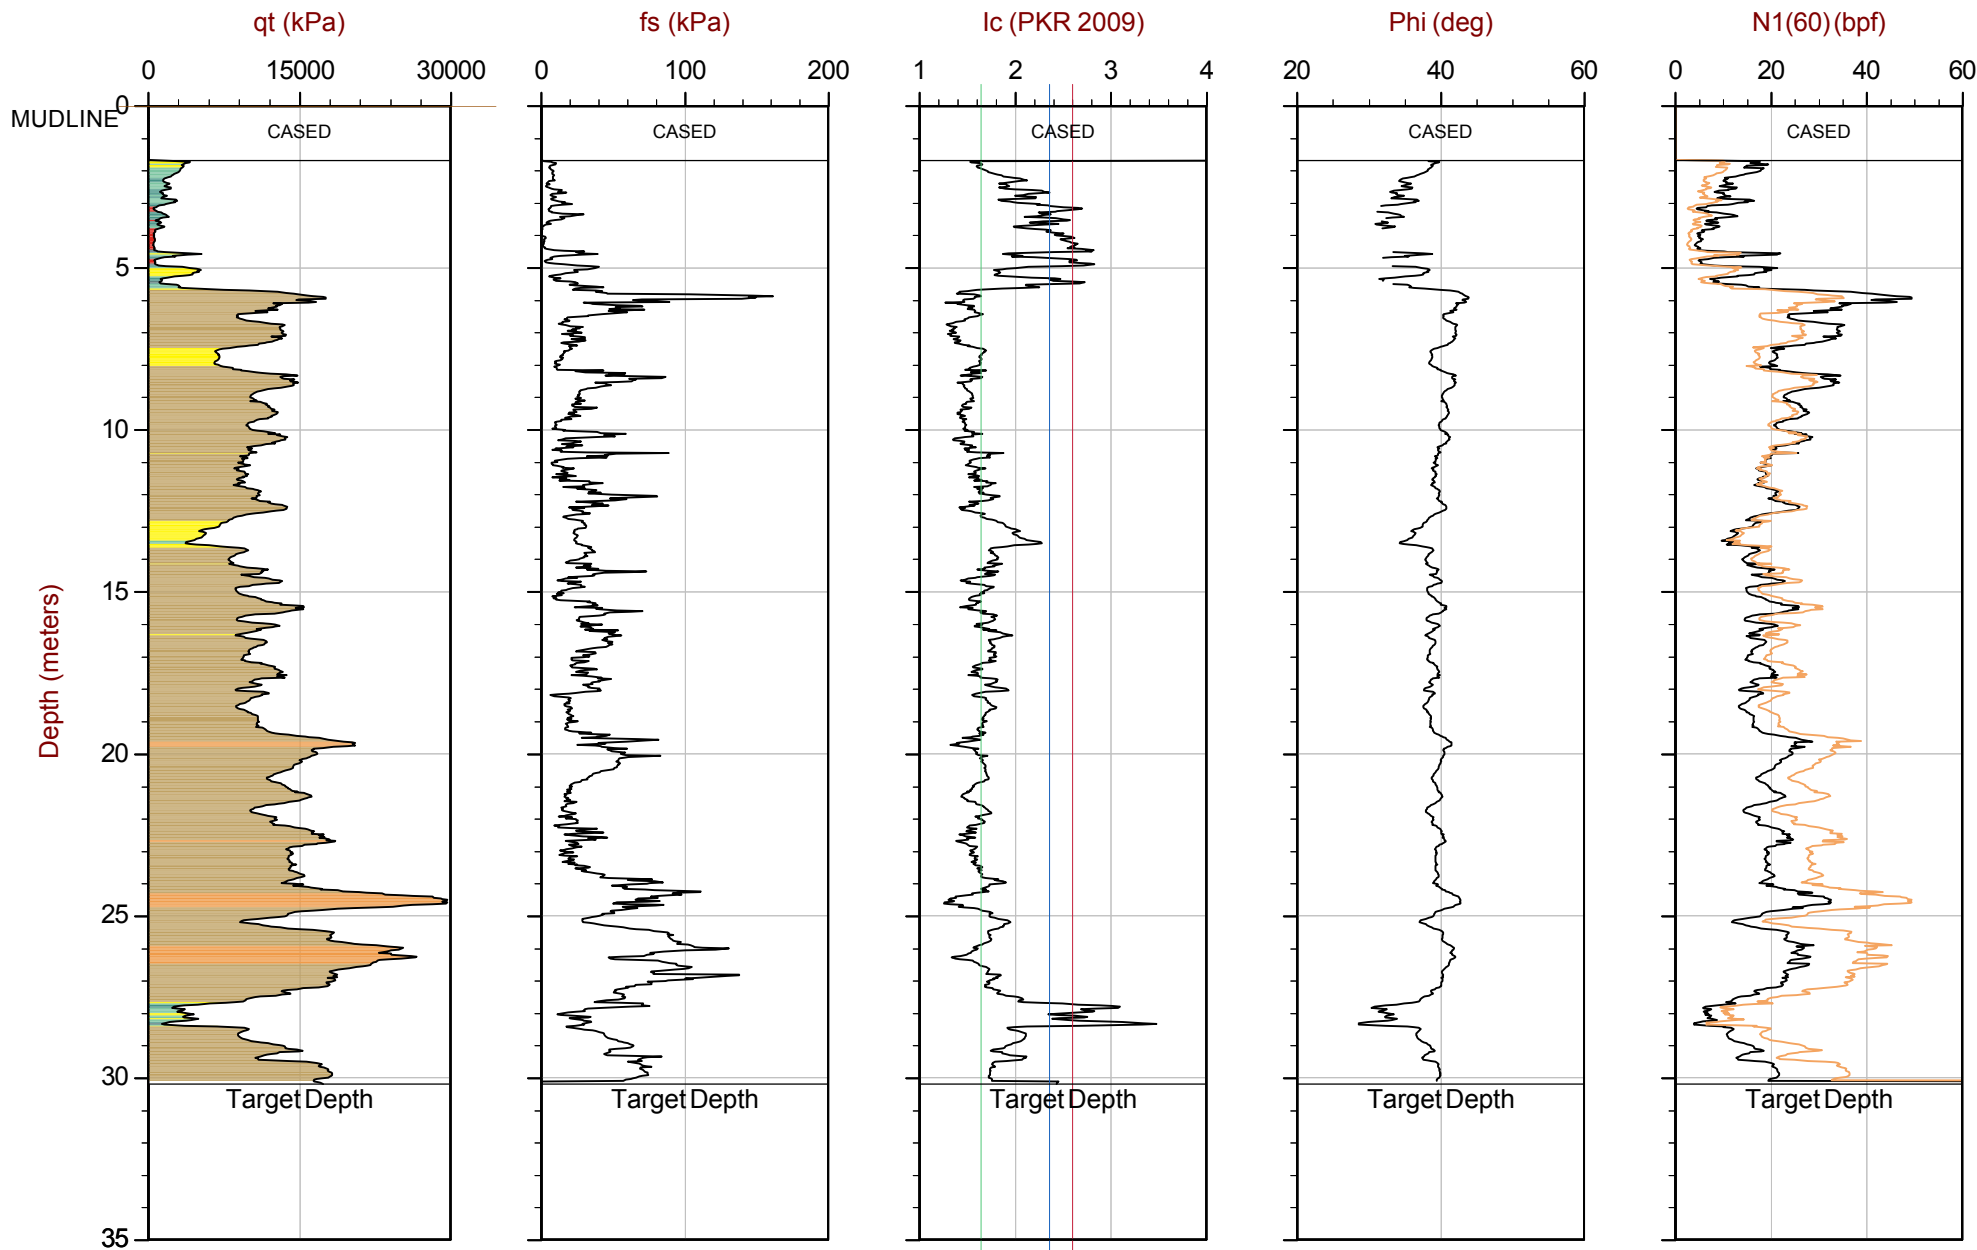 qt (kPa) fs (kPa) Ic (PKR 2009) Phi (deg) N1(60) (bpf)
0 15000 30000 0 100 200 1 2 3 4 20 40 60 0 20 40 60
0
MUDLINE
CASED CASED CASED CASED CASED
5
10
15
Depth (meters)
20
25
30
Target Depth Target Depth Target Depth Target Depth Target Depth
35